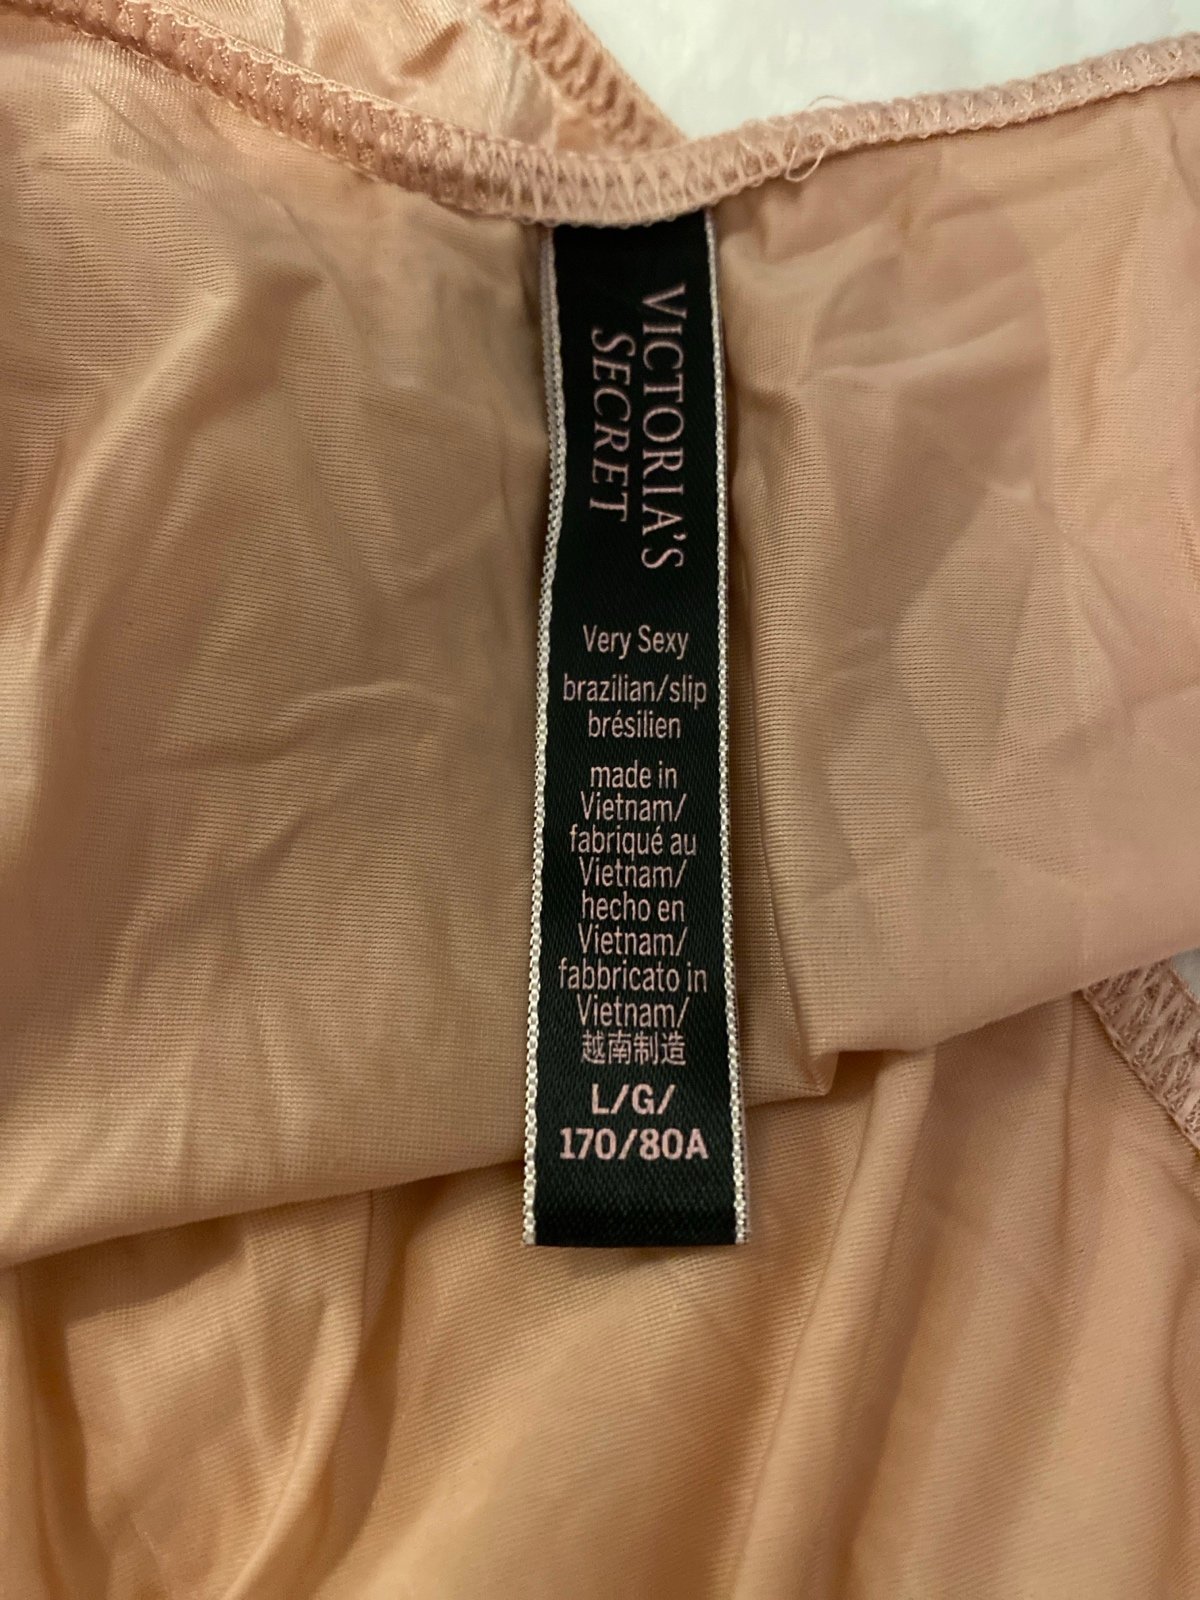 VICTORIA'S
SECRET
Very Sexy
brazilian/slip
brésilien
made in
Vietnam/
fabriqué au
Vietnam/
hecho en
Vietnam/
fabbricato in
Vietnam/
越南制造
L/G/
170/80A